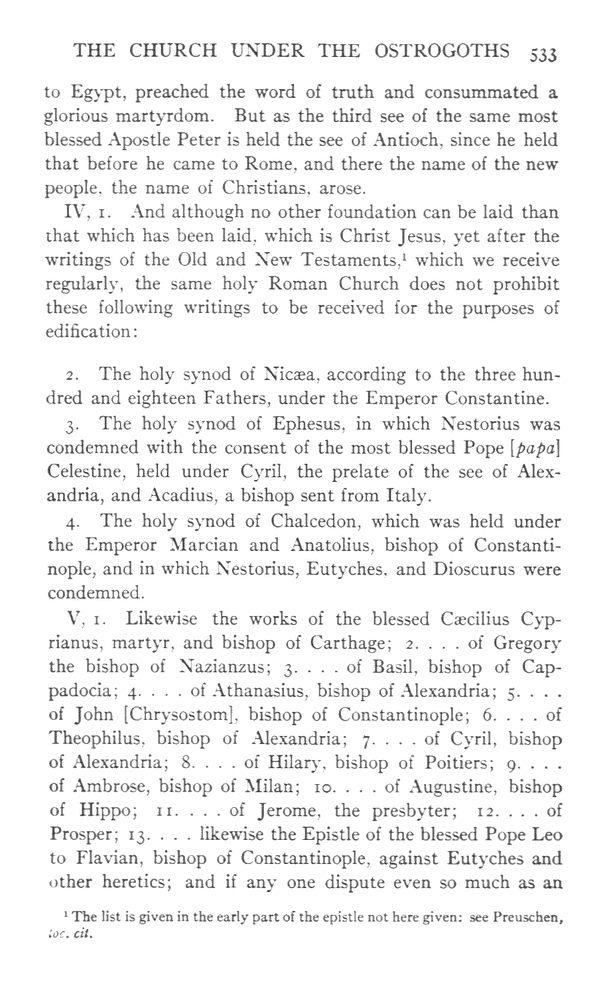 THE CHURCH UNDER THE OSTROGOTHS 533
to Egypt, preached the word of truth and consummated a
glorious martyrdom. But as the third see of the same most
blessed Apostle Peter is held the see of Antioch, since he held
that before he came to Rome, and there the name of the new
people, the name of Christians, arose.
IV, 1. And although no other foundation can be laid than
that which has been laid, which is Christ Jesus, yet after the
writings of the Old and New Testaments,¹ which we receive
regularly, the same holy Roman Church does not prohibit
these following writings to be received for the purposes of
edification:
2. The holy synod of Nicæa, according to the three hun-
dred and eighteen Fathers, under the Emperor Constantine.
3. The holy synod of Ephesus, in which Nestorius was
condemned with the consent of the most blessed Pope [papa]
Celestine, held under Cyril, the prelate of the see of Alex-
andria, and Acadius, a bishop sent from Italy.
4. The holy synod of Chalcedon, which was held under
the Emperor Marcian and Anatolius, bishop of Constanti-
nople, and in which Nestorius, Eutyches, and Dioscurus were
condemned.
V, 1. Likewise the works of the blessed Cæcilius Cyp-
rianus, martyr, and bishop of Carthage; 2. . . . of Gregory
the bishop of Nazianzus; 3. . . . of Basil, bishop of Cap-
padocia; 4. . . . of Athanasius, bishop of Alexandria; 5. . . .
of John [Chrysostom], bishop of Constantinople; 6. . . . of
Theophilus, bishop of Alexandria; 7. . . . of Cyril, bishop
of Alexandria; 8. . . . of Hilary, bishop of Poitiers; 9. . . .
of Ambrose, bishop of Milan; 10. . . . of Augustine, bishop
of Hippo; 11. . . . of Jerome, the presbyter; 12. . . . of
Prosper; 13. . . . likewise the Epistle of the blessed Pope Leo
to Flavian, bishop of Constantinople, against Eutyches and
other heretics; and if any one dispute even so much as an
¹ The list is given in the early part of the epistle not here given: see Preuschen,
loc. cit.